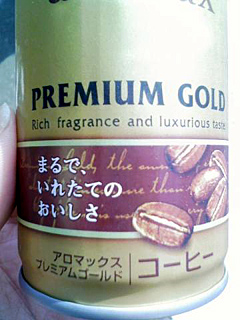 PREMIUM GOLD
Rich fragrance and luxurious taste
まるで、
いれたての
おいしさ
アロマックス
プレミアムゴールド
コーヒー